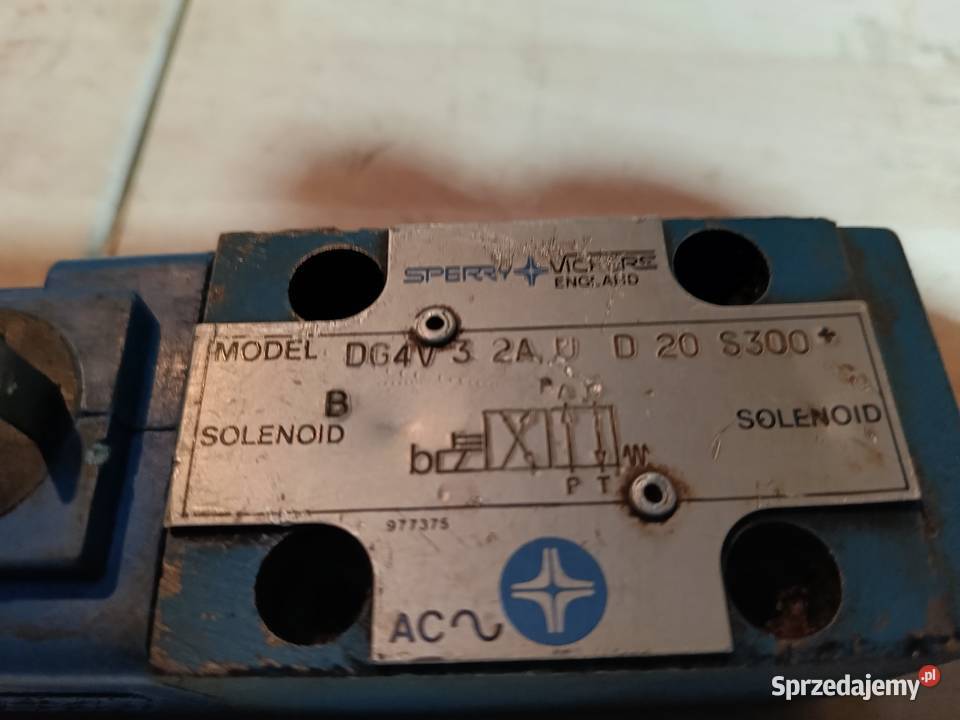 SPERRY VICKERS
ENGLAND
MODEL DG4V 3 2A U D 20 S300
B
SOLENOID
SOLENOID
b
P T
977375
AC
Sprzedajemy.pl